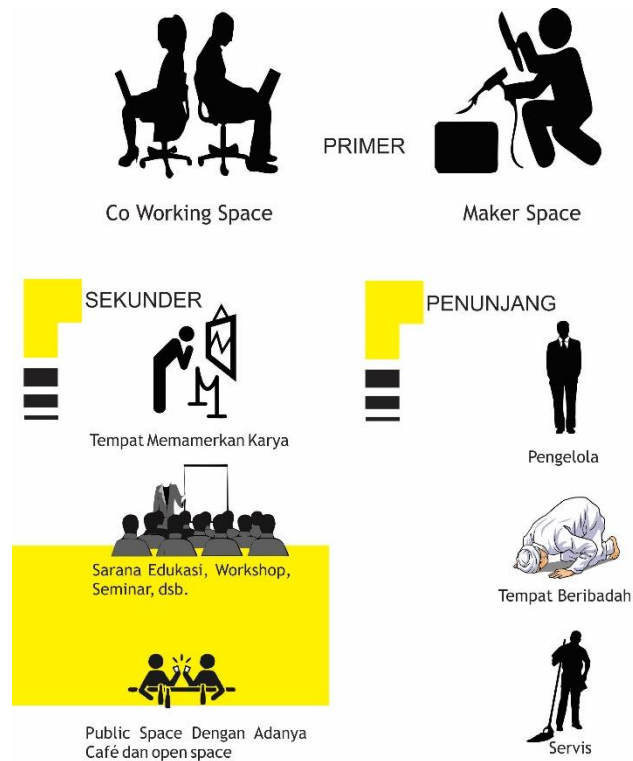 PRIMER
Co Working Space
Maker Space
SEKUNDER
Tempat Memamerkan Karya
Sarana Edukasi, Workshop,
Seminar, dsb.
Public Space Dengan Adanya
Café dan open space
PENUNJANG
Pengelola
Tempat Beribadah
Servis